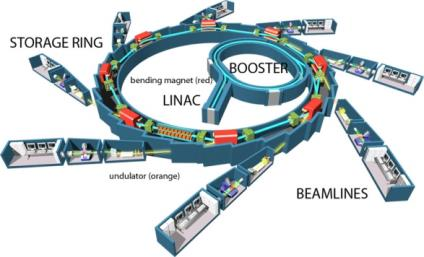 STORAGE RING
BOOSTER
bending magnet (red)
LINAC
undulator (orange)
BEAMLINES